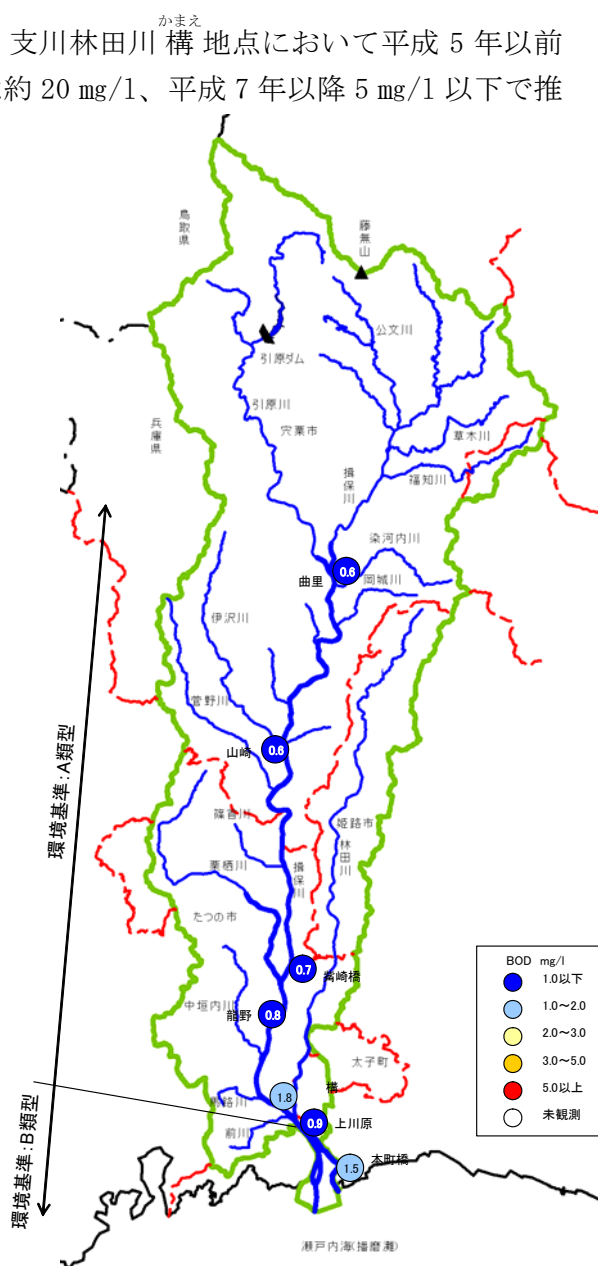 かまえ
支川林田川 構 地点において平成 5 年以前
約 20 mg/l、平成 7 年以降 5 mg/l 以下で推
鳥取県
藤無山
公文川
引原ダム
引原川
宍粟市
兵庫県
草木川
揖保川
福知川
染河内川
0.6
曲里
岡城川
伊沢川
菅野川
山崎
0.6
環境基準:A類型
姫路市
林田川
栗栖川
揖保川
たつの市
0.7
觜崎橋
中垣内川
龍野
0.8
BOD mg/l
1.0以下
1.0～2.0
2.0～3.0
3.0～5.0
5.0以上
未観測
太子町
構
1.8
馬路川
0.9
上川原
前川
本町橋
1.5
環境基準:B類型
瀬戸内海(播磨灘)